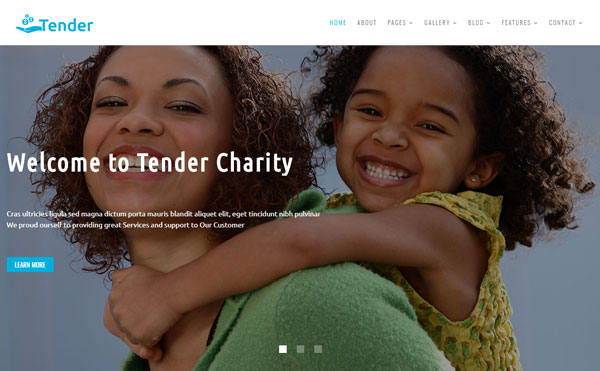 Tender
HOME ABOUT PAGES GALLERY BLOG FEATURES CONTACT
Welcome to Tender Charity
Cras ultricies ligula sed magna dictum porta mauris blandit aliquet elit, eget tincidunt nibh pulvinar
We proud ourself to providing great Services and support to Our Customer
LEARN MORE